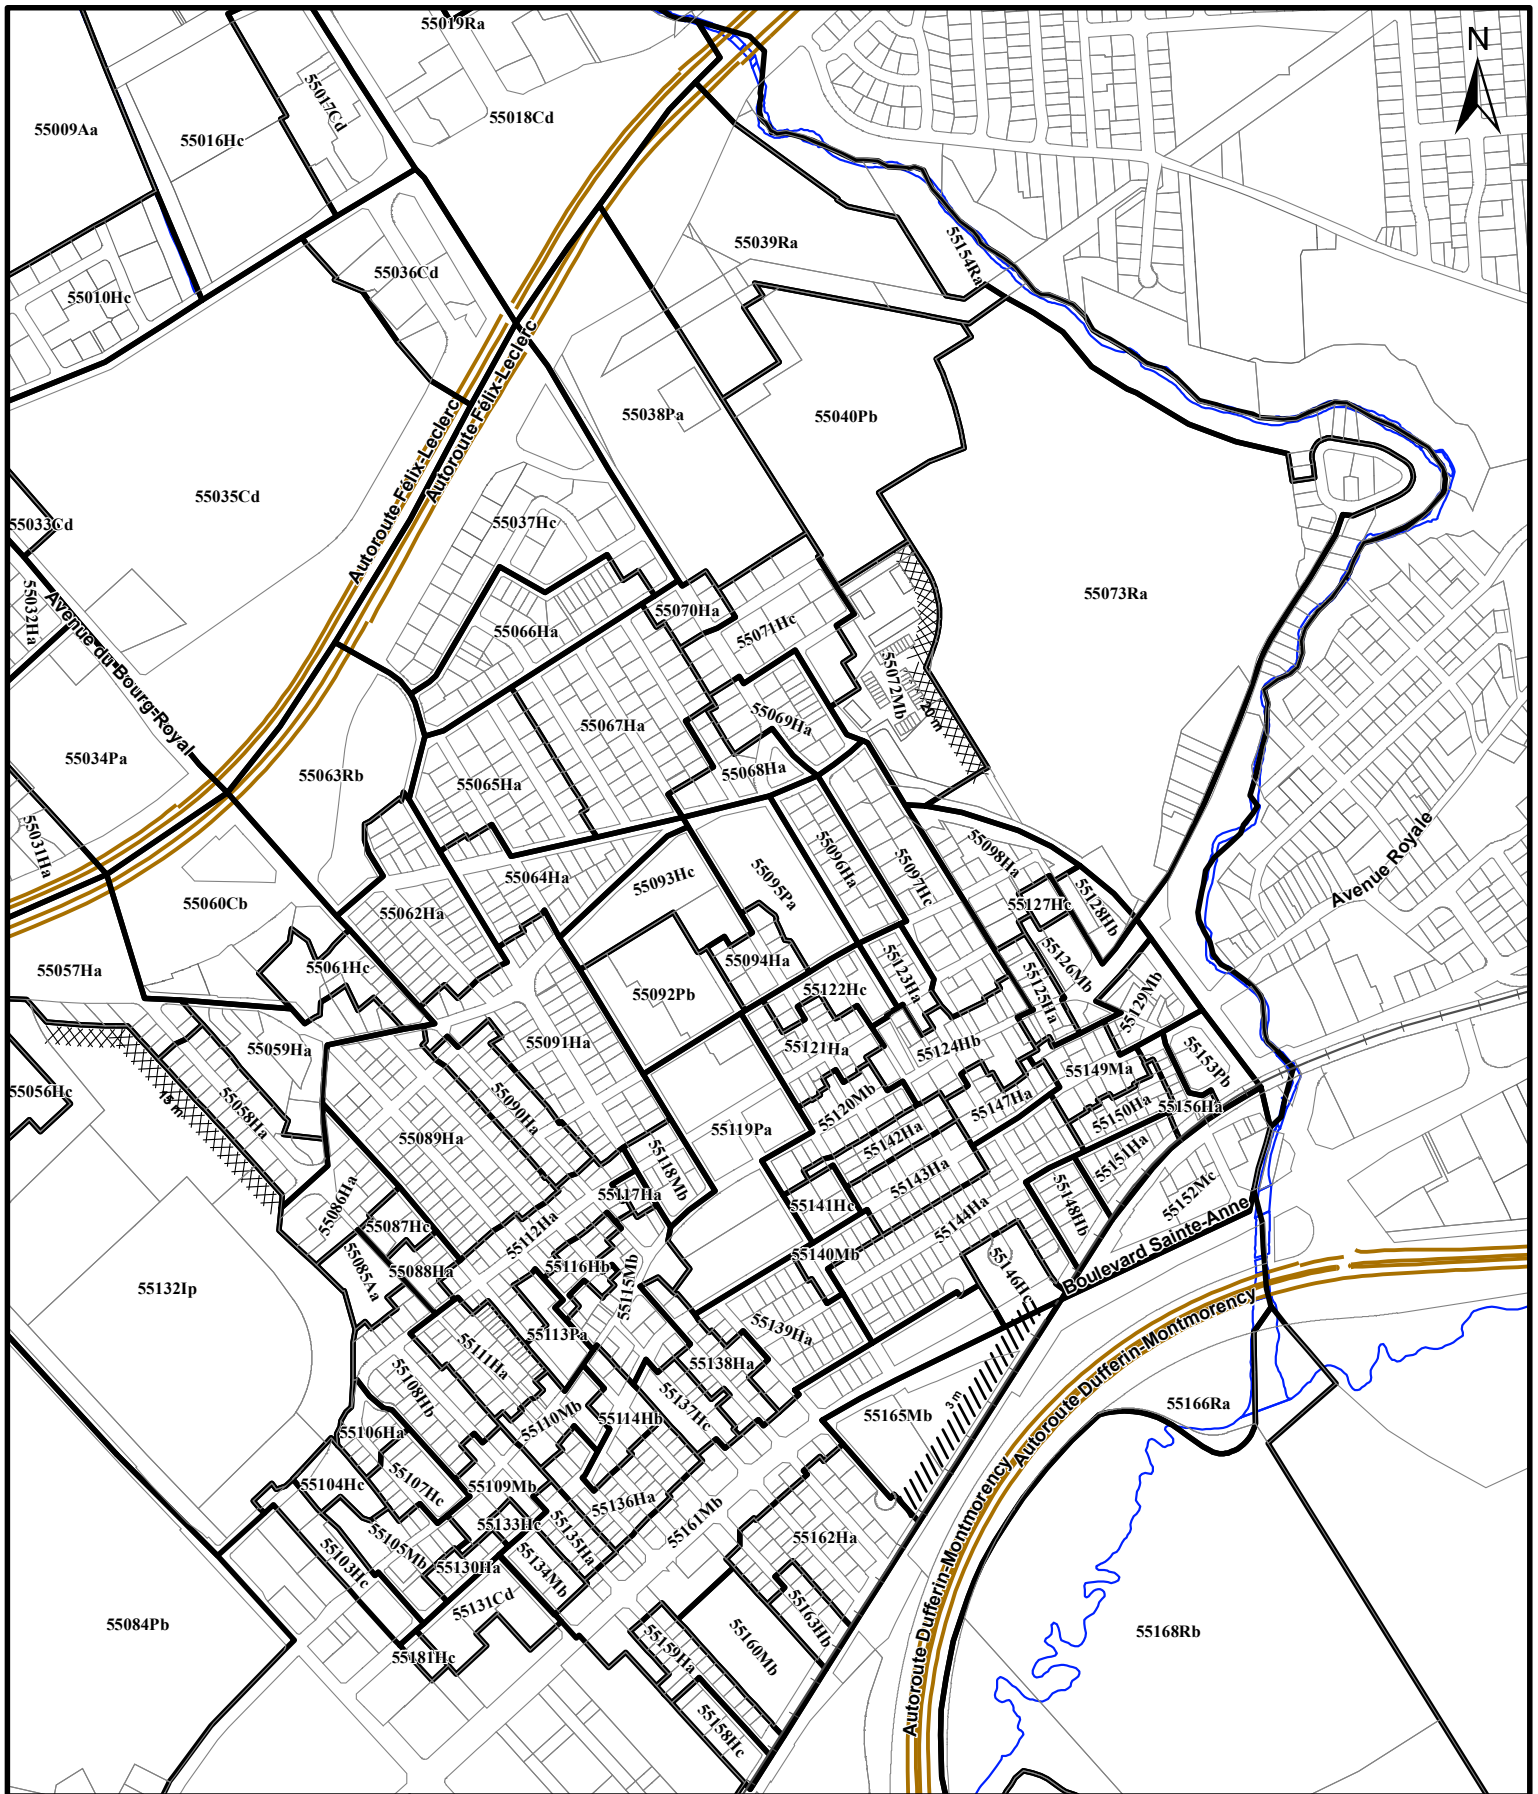 55019Ra
N
55017Cd
55018Cd
55009Aa
55016Hc
55039Ra
55154Ra
55036Cd
55010Hc
Autoroute Félix-Leclerc
Autoroute Félix-Leclerc
55038Pa
55040Pb
55035Cd
55033Cd
55037Hc
55032Ha
Avenue du Bourg-Royal
55073Ra
55070Ha
55066Ha
55071Hc
55072Mb
20 m
55067Ha
55069Ha
55034Pa
55063Rb
55065Ha
55068Ha
55031Ha
55060Cb
55062Ha
55064Ha
55093Hc
55095Pa
55096Ha
55097Hc
55098Ha
55127Hc
55128Hb
Avenue Royale
55057Ha
55061Hc
55094Ha
55092Pb
55122Hc
55123Ha
55126Mb
55125Ha
55129Mb
55059Ha
55091Ha
55121Ha
55124Hb
55149Ma
55153Pb
55056Hc
15 m
55058Ha
55089Ha
55090Ha
55120Mb
55147Ha
55150Ha
55156Ha
55119Pa
55142Ha
55151Ha
55118Mb
55143Ha
55086Ha
55087Hc
55117Ha
55141Hc
55144Ha
55148Hb
55152Mc
55112Ha
55085Aa
55088Ha
55116Hb
55115Mb
55140Mb
55146Hc
Boulevard Sainte-Anne
55132Ip
55113Pa
55139Ha
55111Ha
55138Ha
Autoroute Dufferin-Montmorency
55108Hb
55110Mb
55114Hb
55137Hc
55165Mb
3 m
55166Ra
55106Ha
55104Hc
55107Hc
55109Mb
55136Ha
55161Mb
55133Hc
55105Mb
55135Ha
55162Ha
Autoroute Dufferin-Montmorency
55103Hc
55130Ha
55134Mb
55131Cd
55163Hb
55084Pb
55181Hc
55159Ha
55160Mb
55168Rb
55158Hc
Autoroute Dufferin-Montmorency